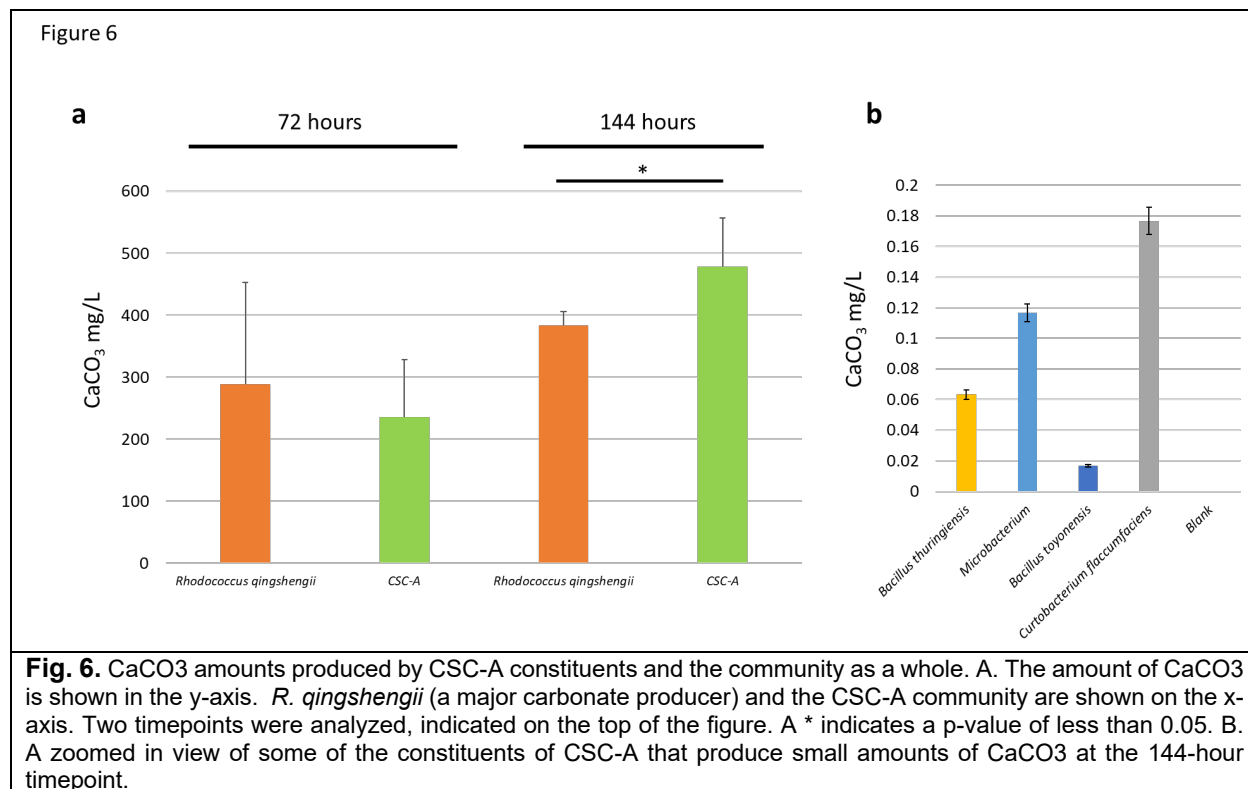 Figure 6
a
72 hours
144 hours
*
600
500
400
300
200
100
0
CaCO3 mg/L
Rhodococcus qingshengii
CSC-A
Rhodococcus qingshengii
CSC-A
b
0.2
0.18
0.16
0.14
0.12
0.1
0.08
0.06
0.04
0.02
0
CaCO3 mg/L
Bacillus thuringiensis
Microbacterium
Bacillus toyonensis
Curtobacterium flaccumfaciens
Blank
Fig. 6. CaCO3 amounts produced by CSC-A constituents and the community as a whole. A. The amount of CaCO3
is shown in the y-axis. R. qingshengii (a major carbonate producer) and the CSC-A community are shown on the x-
axis. Two timepoints were analyzed, indicated on the top of the figure. A * indicates a p-value of less than 0.05. B.
A zoomed in view of some of the constituents of CSC-A that produce small amounts of CaCO3 at the 144-hour
timepoint.